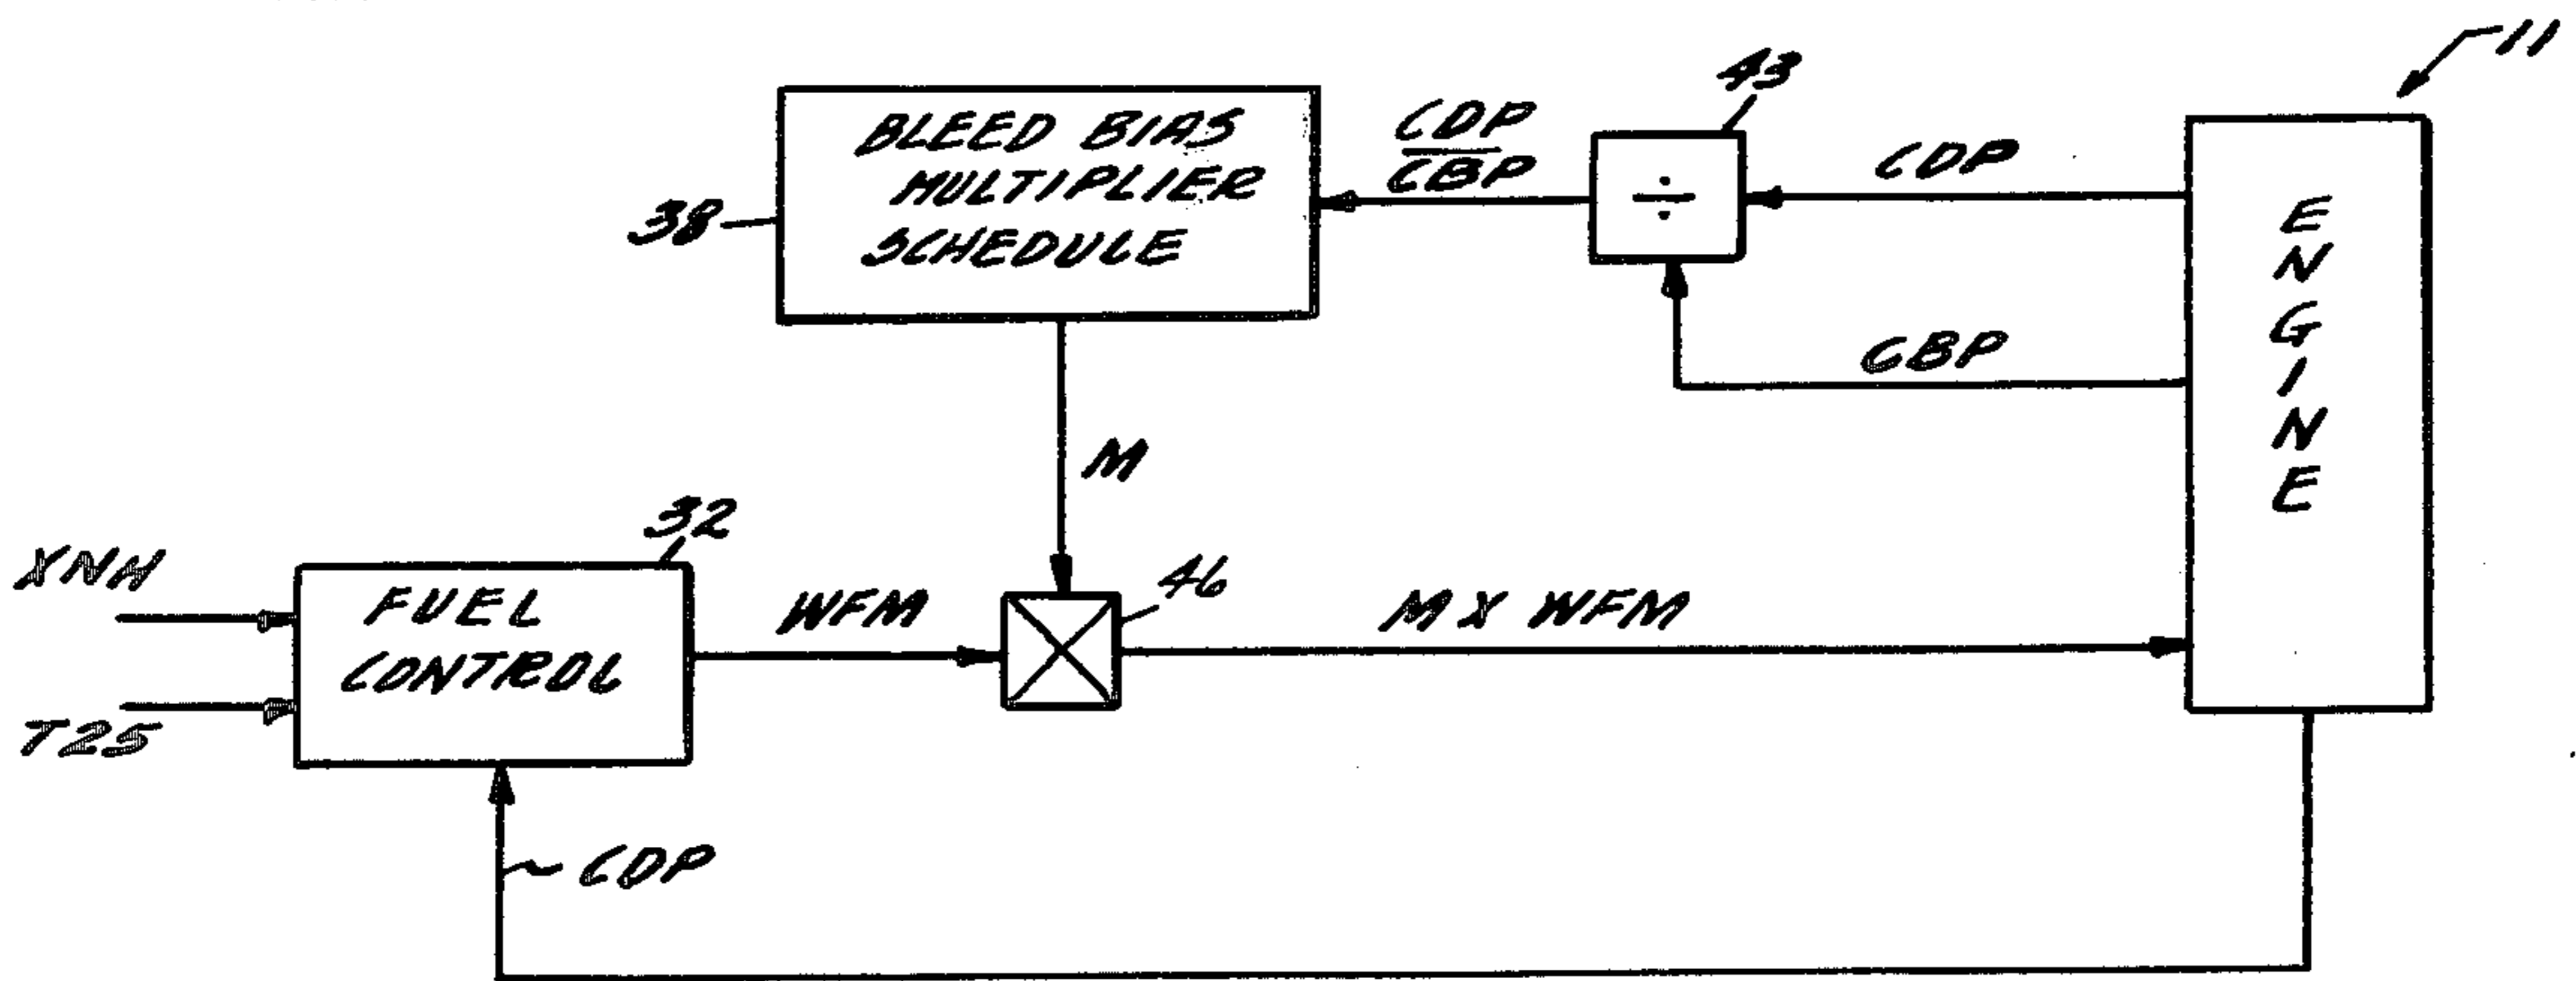 11
43
BLEED BIAS
MULTIPLIER
SCHEDULE
CDP
CBP
÷
CDP
ENGINE
38
CBP
M
32
XNH
FUEL
CONTROL
T25
WFM
46
M X WFM
CDP